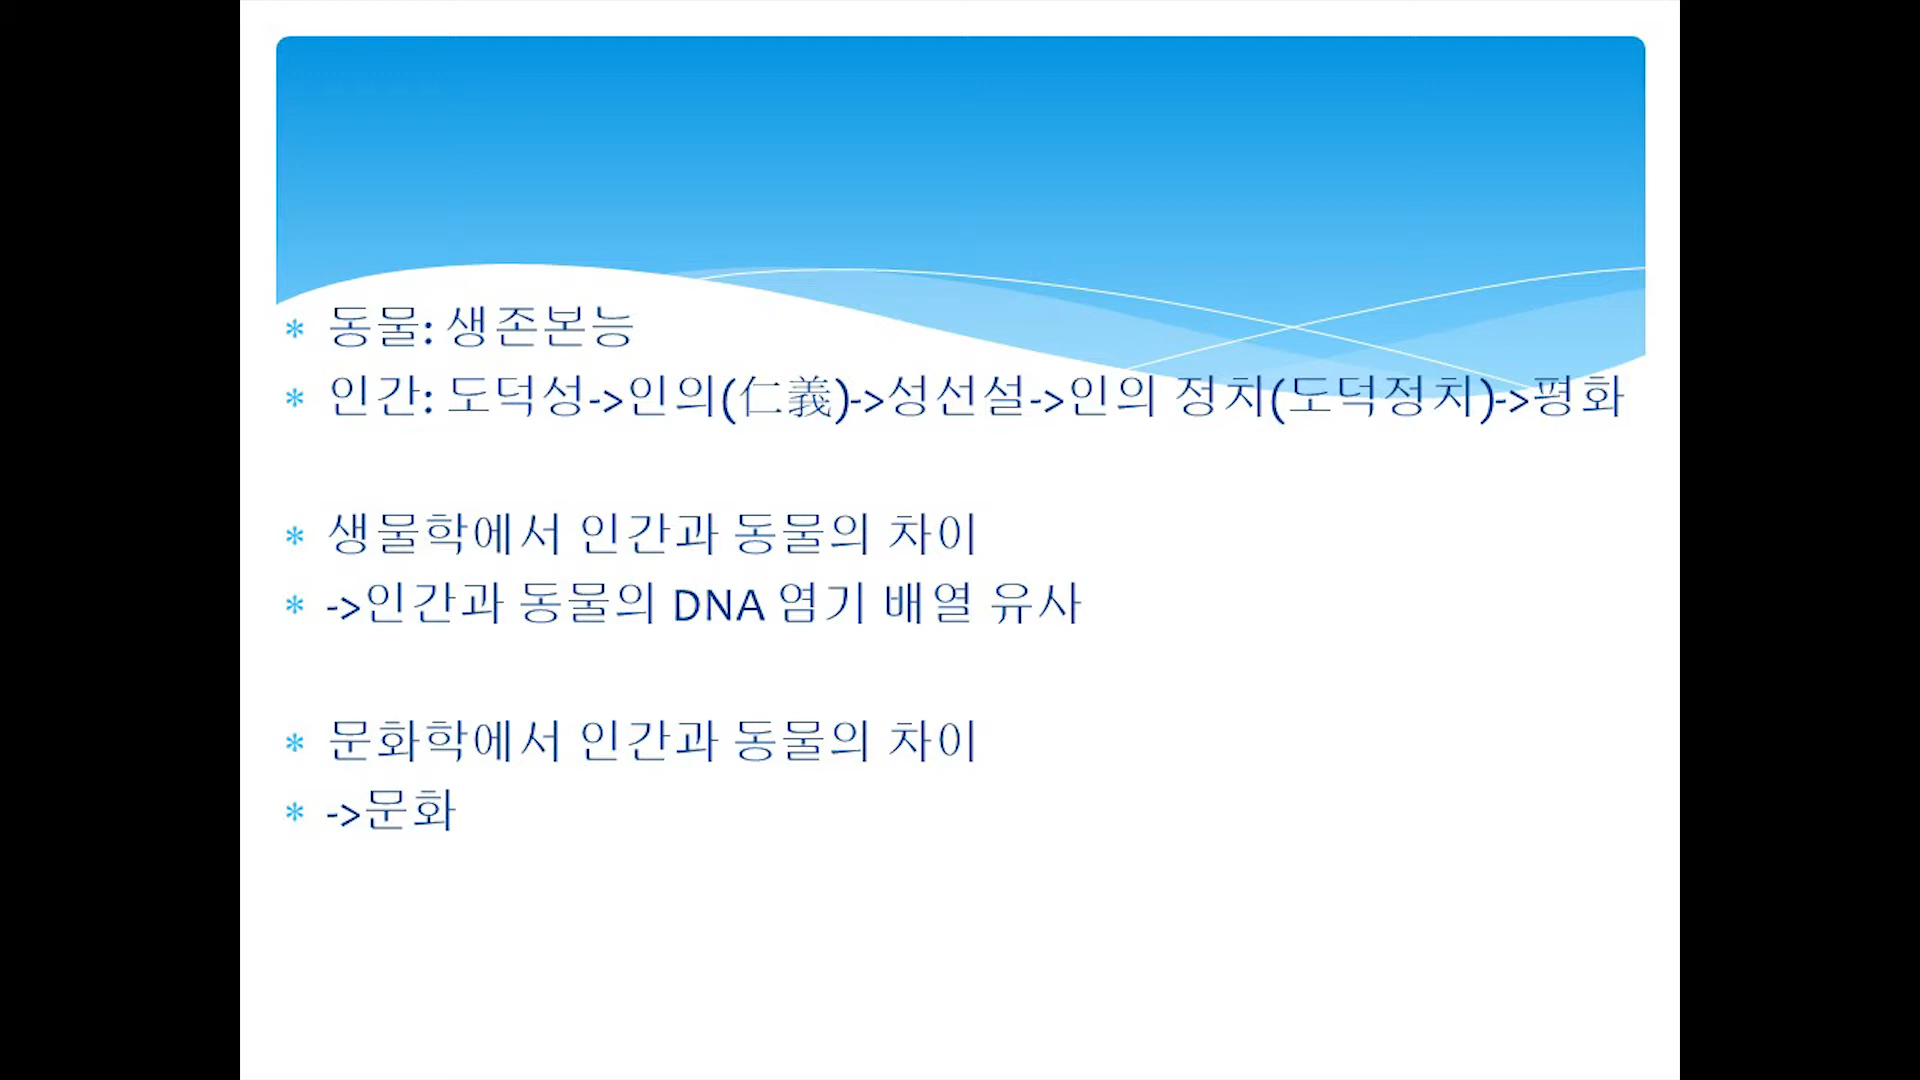 * 동물: 생존본능
* 인간: 도덕성->인의(仁義)->성선설->인의 정치(도덕정치)->평화
* 생물학에서 인간과 동물의 차이
* ->인간과 동물의 DNA 염기 배열 유사
* 문화학에서 인간과 동물의 차이
* ->문화